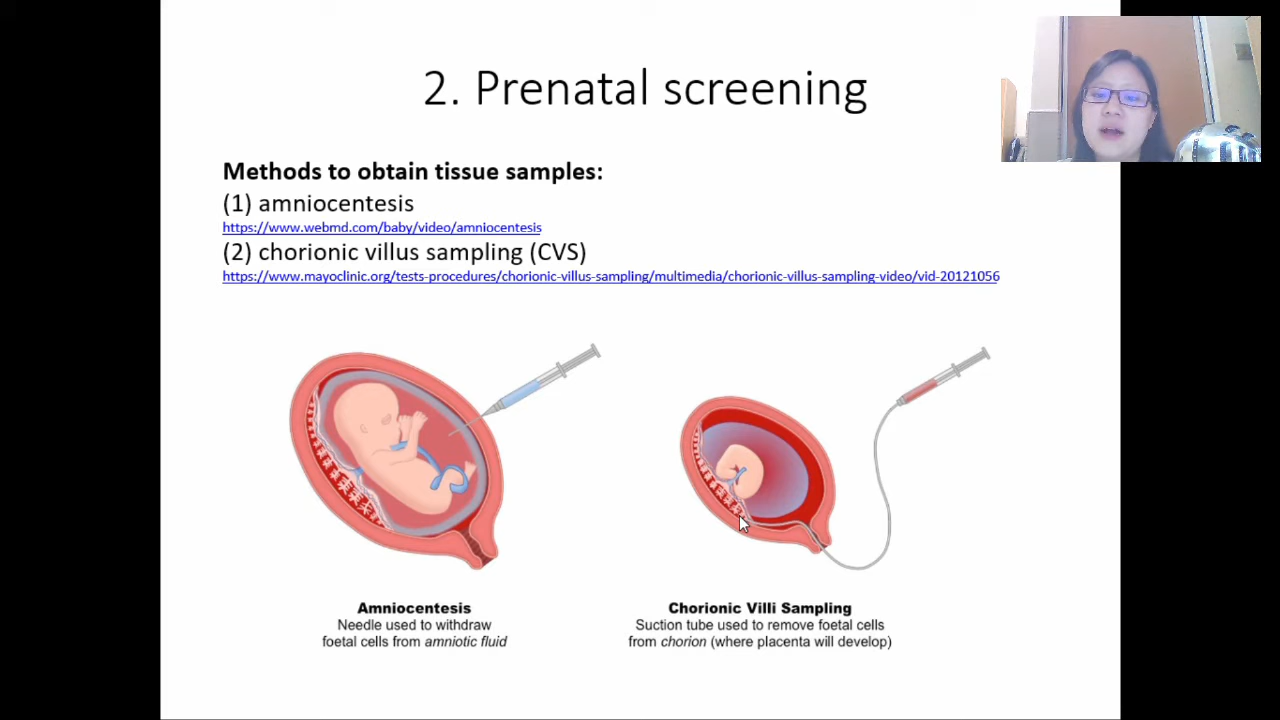 2. Prenatal screening
Methods to obtain tissue samples:
(1) amniocentesis
https://www.webmd.com/baby/video/amniocentesis
(2) chorionic villus sampling (CVS)
https://www.mayoclinic.org/tests-procedures/chorionic-villus-sampling/multimedia/chorionic-villus-sampling-video/vid-20121056
Amniocentesis
Needle used to withdraw
foetal cells from amniotic fluid
Chorionic Villi Sampling
Suction tube used to remove foetal cells
from chorion (where placenta will develop)